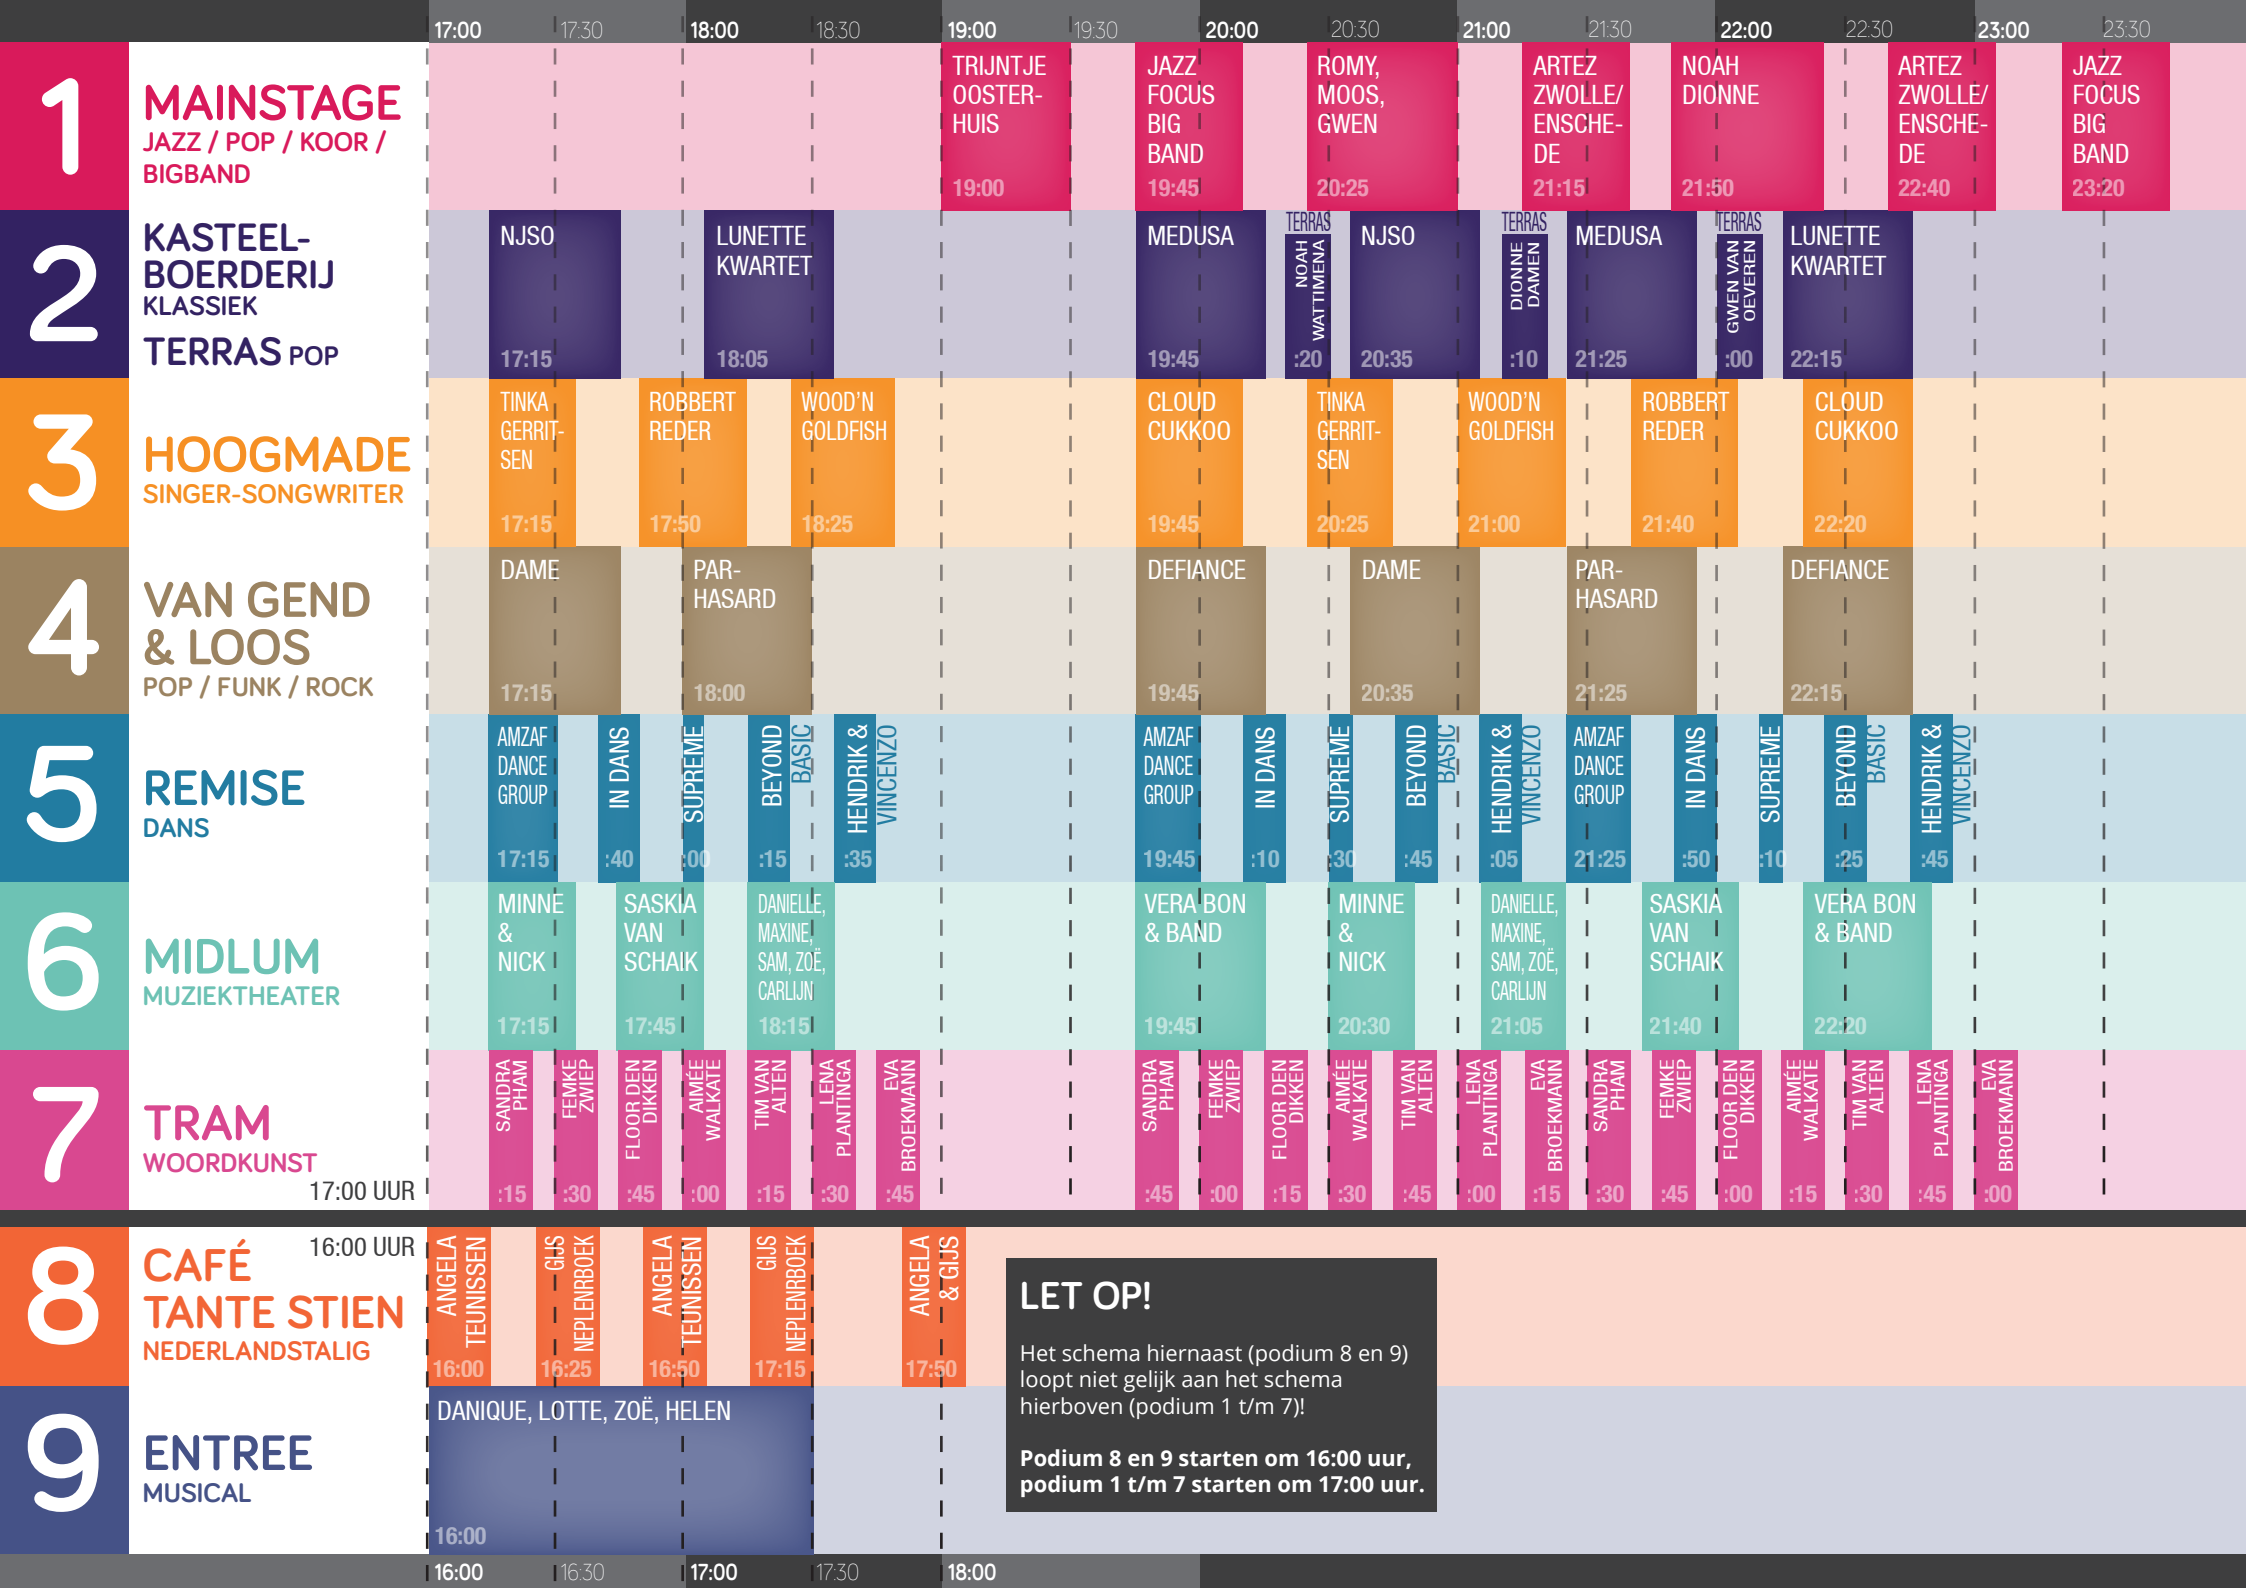 17:00 17:30 18:00 18:30 19:00 19:30 20:00 20:30 21:00 21:30 22:00 22:30 23:00 23:30
1
MAINSTAGE
JAZZ / POP / KOOR /
BIGBAND
TRIJNTJE
OOSTER-
HUIS
19:00
JAZZ
FOCUS
BIG
BAND
19:45
ROMY,
MOOS,
GWEN
20:25
ARTEZ
ZWOLLE/
ENSCHE-
DE
21:15
NOAH
DIONNE
21:50
ARTEZ
ZWOLLE/
ENSCHE-
DE
22:40
JAZZ
FOCUS
BIG
BAND
23:20
2
KASTEEL-
BOERDERIJ
KLASSIEK
TERRAS POP
NJSO
17:15
LUNETTE
KWARTET
18:05
MEDUSA
19:45
TERRAS
NOAH
WATTIMENA
:20
NJSO
20:35
TERRAS
DIONNE
DAMEN
:10
MEDUSA
21:25
TERRAS
GWEN VAN
OEVEREN
:00
LUNETTE
KWARTET
22:15
3
HOOGMADE
SINGER-SONGWRITER
TINKA
GERRIT-
SEN
17:15
ROBBERT
REDER
17:50
WOOD'N
GOLDFISH
18:25
CLOUD
CUKKOO
19:45
TINKA
GERRIT-
SEN
20:25
WOOD'N
GOLDFISH
21:00
ROBBERT
REDER
21:40
CLOUD
CUKKOO
22:20
4
VAN GEND
& LOOS
POP / FUNK / ROCK
DAME
17:15
PAR-
HASARD
18:00
DEFIANCE
19:45
DAME
20:35
PAR-
HASARD
21:25
DEFIANCE
22:15
5
REMISE
DANS
AMZAF
DANCE
GROUP
17:15
IN DANS
:40
SUPREME
:00
BEYOND
BASIC
:15
HENDRIK &
VINCENZO
:35
AMZAF
DANCE
GROUP
19:45
IN DANS
:10
SUPREME
:30
BEYOND
BASIC
:45
HENDRIK &
VINCENZO
:05
AMZAF
DANCE
GROUP
21:25
IN DANS
:50
SUPREME
:10
BEYOND
BASIC
:25
HENDRIK &
VINCENZO
:45
6
MIDLUM
MUZIEKTHEATER
MINNE
&
NICK
17:15
SASKIA
VAN
SCHAIK
17:45
DANIELLE,
MAXINE,
SAM, ZOË,
CARLIJN
18:15
VERA BON
& BAND
19:45
MINNE
&
NICK
20:30
DANIELLE,
MAXINE,
SAM, ZOË,
CARLIJN
21:05
SASKIA
VAN
SCHAIK
21:40
VERA BON
& BAND
22:20
7
TRAM
WOORDKUNST
17:00 UUR
SANDRA
PHAM
:15
FEMKE
ZWIEP
:30
FLOOR DEN
DIKKEN
:45
AIMÉE
WALKATE
:00
TIM VAN
ALTEN
:15
LENA
PLANTINGA
:30
EVA
BROEKMANN
:45
SANDRA
PHAM
:45
FEMKE
ZWIEP
:00
FLOOR DEN
DIKKEN
:15
AIMÉE
WALKATE
:30
TIM VAN
ALTEN
:45
LENA
PLANTINGA
:00
EVA
BROEKMANN
:15
SANDRA
PHAM
:30
FEMKE
ZWIEP
:45
FLOOR DEN
DIKKEN
:00
AIMÉE
WALKATE
:15
TIM VAN
ALTEN
:30
LENA
PLANTINGA
:45
EVA
BROEKMANN
:00
8
16:00 UUR
CAFÉ
TANTE STIEN
NEDERLANDSTALIG
ANGELA
TEUNISSEN
16:00
GIJS
NEPLENRBOEK
16:25
ANGELA
TEUNISSEN
16:50
GIJS
NEPLENRBOEK
17:15
ANGELA
& GIJS
17:50
9
ENTREE
MUSICAL
DANIQUE, LOTTE, ZOË, HELEN
16:00
LET OP!
Het schema hiernaast (podium 8 en 9)
loopt niet gelijk aan het schema
hierboven (podium 1 t/m 7)!
Podium 8 en 9 starten om 16:00 uur,
podium 1 t/m 7 starten om 17:00 uur.
16:00 16:30 17:00 17:30 18:00